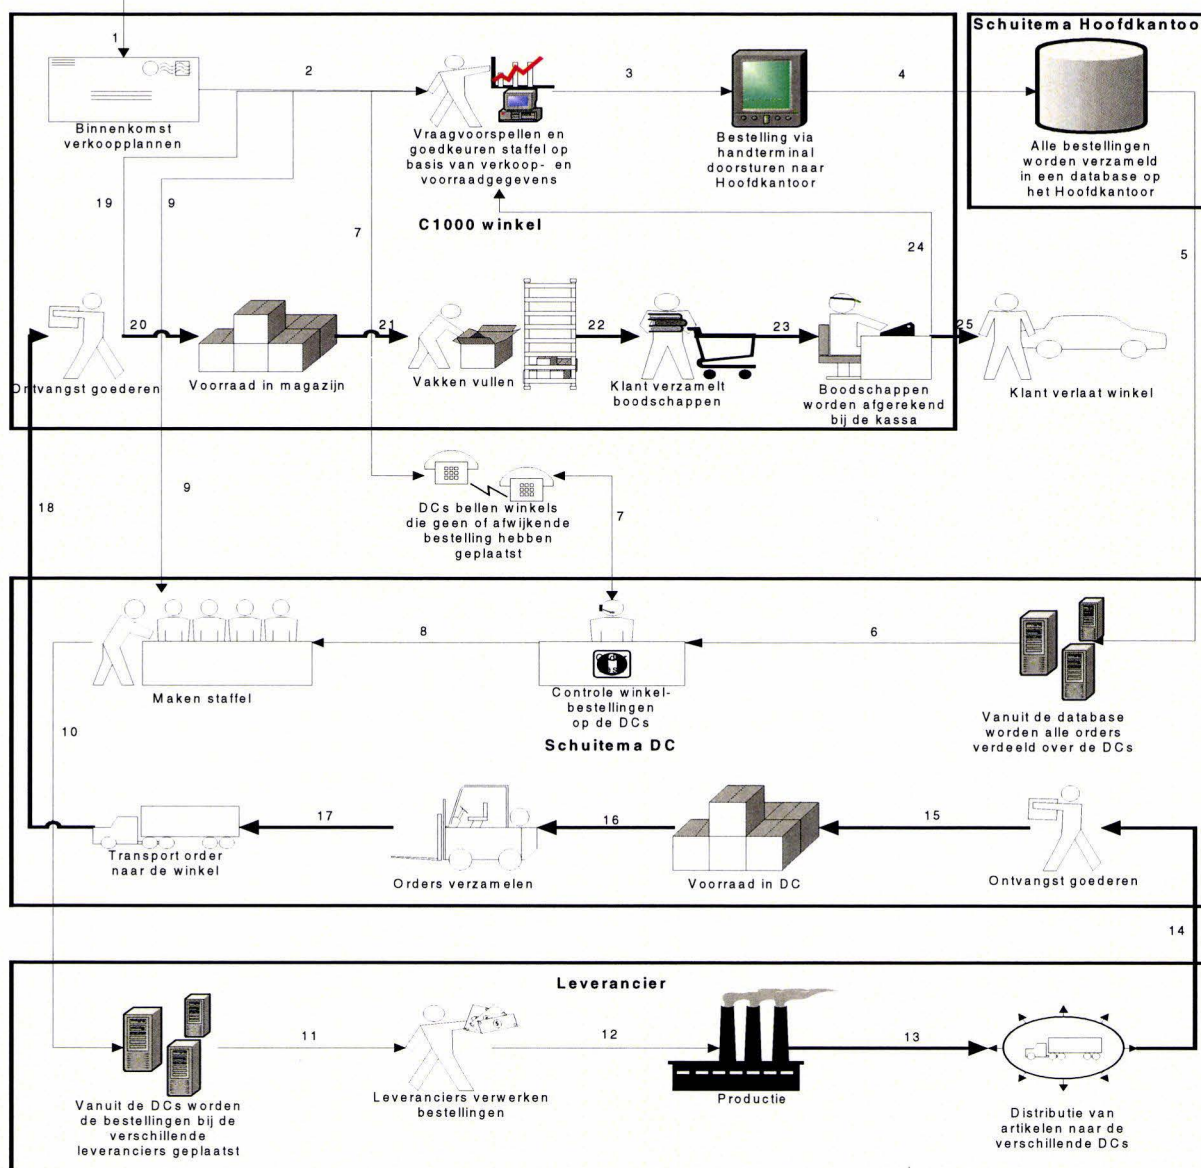 Schuitema Hoofdkantoor
1
2
3
4
Binnenkomst
verkoopplannen
Vraagvoorspellen en
goedkeuren staffel op
basis van verkoop- en
voorraadgegevens
Bestelling via
handterminal
doorsturen naar
Hoofdkantoor
Alle bestellingen
worden verzameld
in een database op
het Hoofdkantoor
19
9
7
C1000 winkel
24
5
20
21
22
23
25
Ontvangst goederen
Voorraad in magazijn
Vakken vullen
Klant verzamelt
boodschappen
Boodschappen
worden afgerekend
bij de kassa
Klant verlaat winkel
18
9
7
DCs bellen winkels
die geen of afwijkende
bestelling hebben
geplaatst
8
6
Maken staffel
Controle winkel-
bestellingen
op de DCs
Vanuit de database
worden alle orders
verdeeld over de DCs
10
Schuitema DC
17
16
15
Transport order
naar de winkel
Orders verzamelen
Voorraad in DC
Ontvangst goederen
14
Leverancier
11
12
13
Vanuit de DCs worden
de bestellingen bij de
verschillende
leveranciers geplaatst
Leveranciers verwerken
bestellingen
Productie
Distributie van
artikelen naar de
verschillende DCs